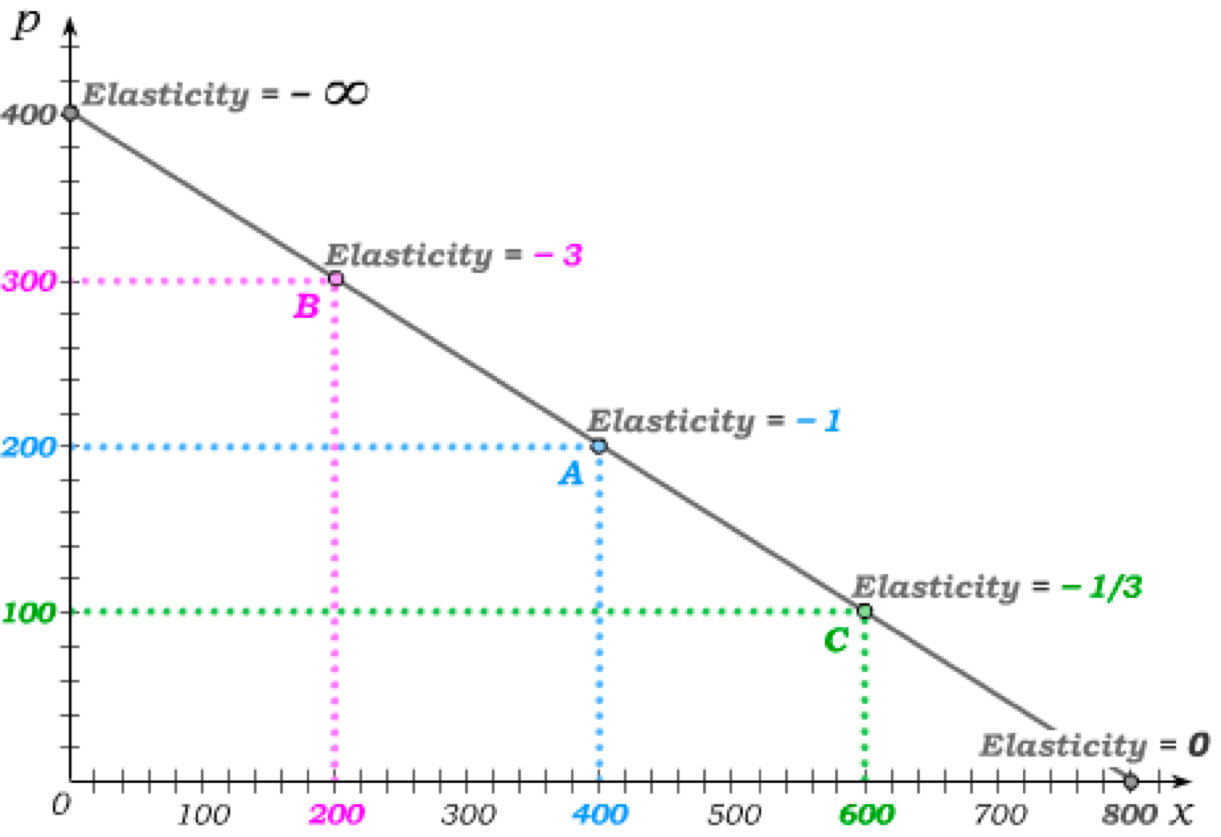 p
Elasticity = - ∞
400
Elasticity = - 3
300
B
Elasticity = - 1
200
A
Elasticity = - 1/3
100
C
Elasticity = 0
0 100 200 300 400 500 600 700 800 x